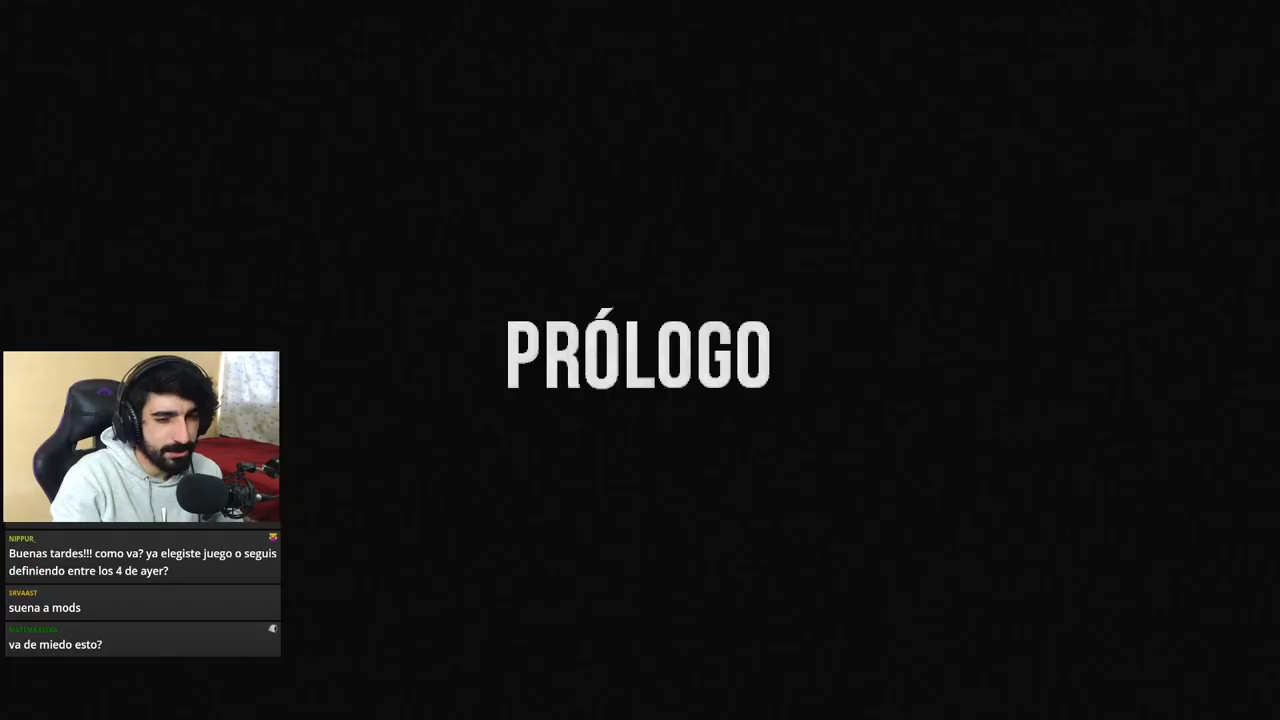 PRÓLOGO
NIPPUR_
Buenas tardes!!! como va? ya elegiste juego o seguis
definiendo entre los 4 de ayer?
SRVAAST
suena a mods
va de miedo esto?